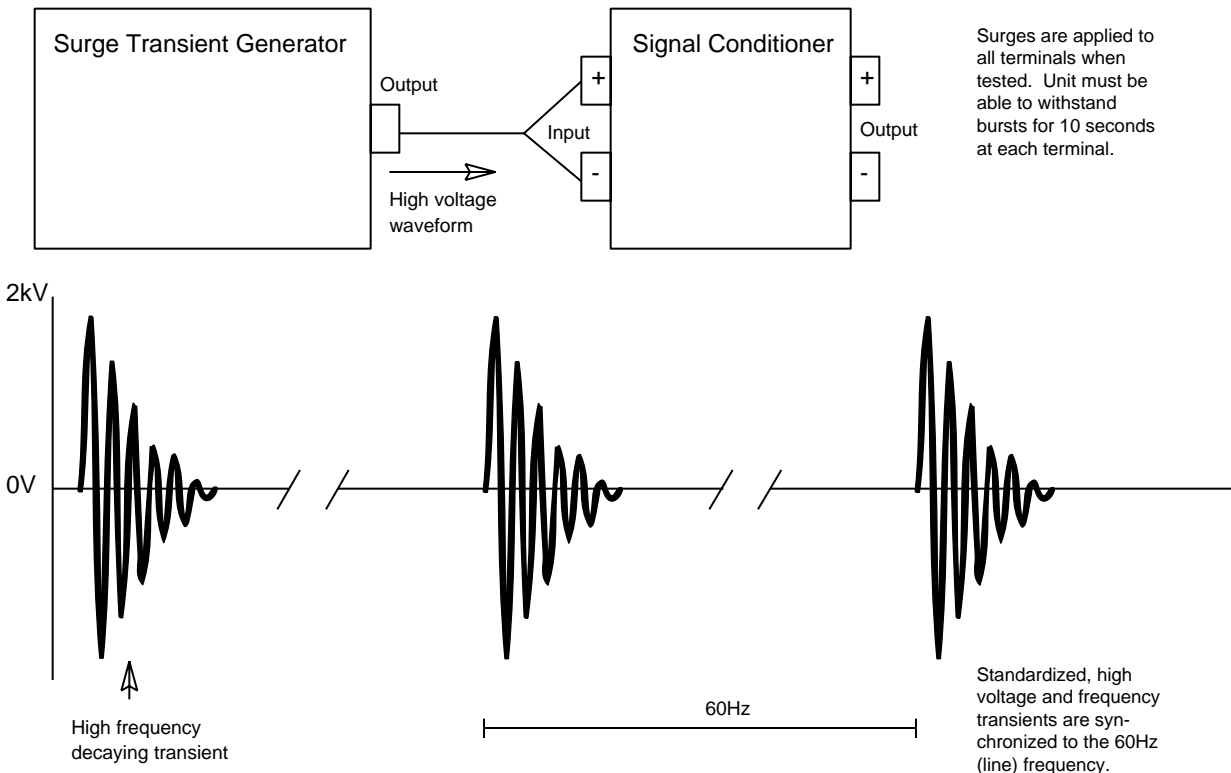 Surge Transient Generator
Output
High voltage
waveform
Signal Conditioner
+
-
Input
+
-
Output
Surges are applied to
all terminals when
tested. Unit must be
able to withstand
bursts for 10 seconds
at each terminal.
2kV
0V
High frequency
decaying transient
60Hz
Standardized, high
voltage and frequency
transients are syn-
chronized to the 60Hz
(line) frequency.